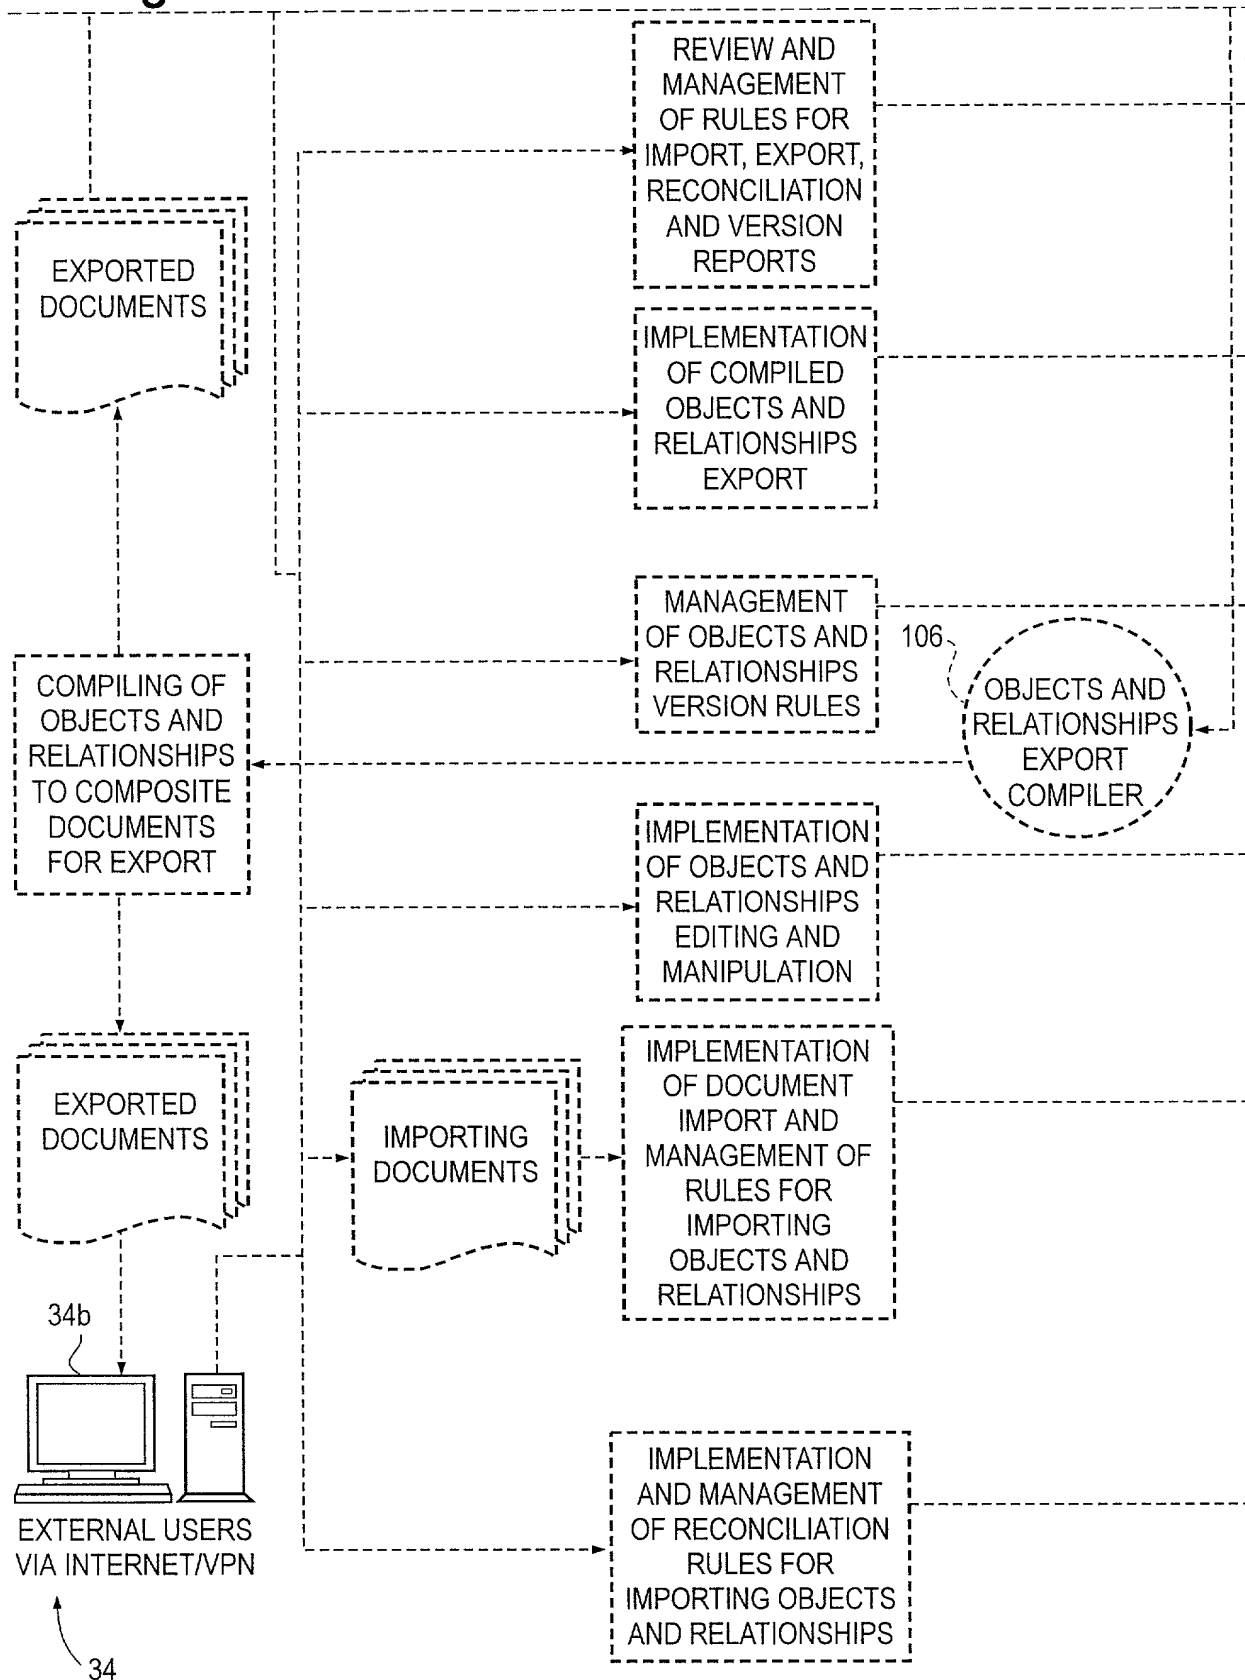 REVIEW AND
MANAGEMENT
OF RULES FOR
IMPORT, EXPORT,
RECONCILIATION
AND VERSION
REPORTS
EXPORTED
DOCUMENTS
IMPLEMENTATION
OF COMPILED
OBJECTS AND
RELATIONSHIPS
EXPORT
MANAGEMENT
OF OBJECTS AND
RELATIONSHIPS
VERSION RULES
106
OBJECTS AND
RELATIONSHIPS
EXPORT
COMPILER
COMPILING OF
OBJECTS AND
RELATIONSHIPS
TO COMPOSITE
DOCUMENTS
FOR EXPORT
IMPLEMENTATION
OF OBJECTS AND
RELATIONSHIPS
EDITING AND
MANIPULATION
EXPORTED
DOCUMENTS
IMPORTING
DOCUMENTS
IMPLEMENTATION
OF DOCUMENT
IMPORT AND
MANAGEMENT OF
RULES FOR
IMPORTING
OBJECTS AND
RELATIONSHIPS
34b
EXTERNAL USERS
VIA INTERNET/VPN
34
IMPLEMENTATION
AND MANAGEMENT
OF RECONCILIATION
RULES FOR
IMPORTING OBJECTS
AND RELATIONSHIPS